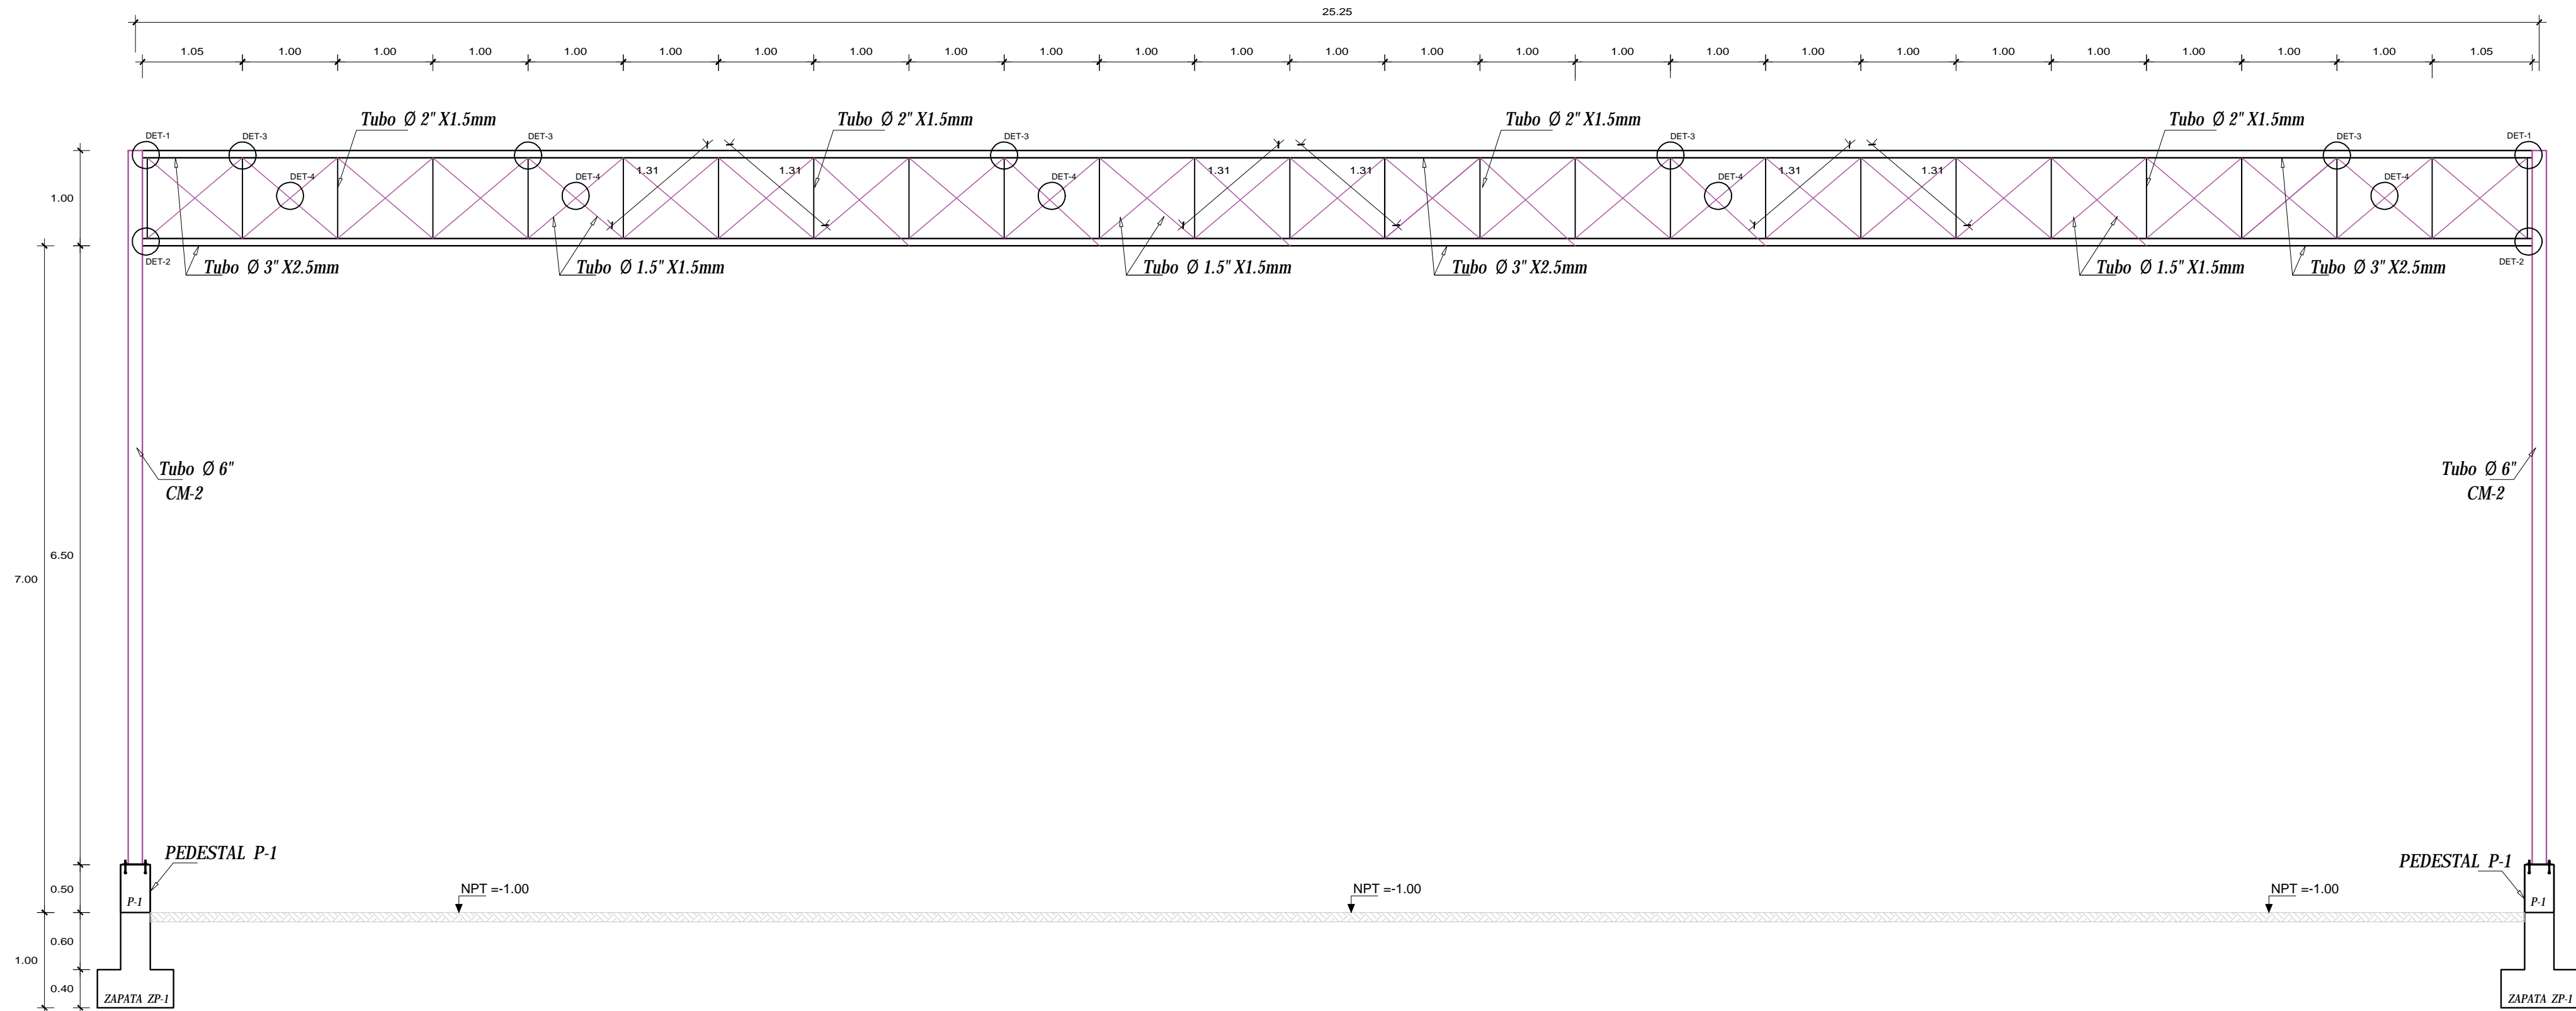 25.25
1.05 1.00 1.00 1.00 1.00 1.00 1.00 1.00 1.00 1.00 1.00 1.00 1.00 1.00 1.00 1.00 1.00 1.00 1.00 1.00 1.00 1.00 1.00 1.00 1.05
Tubo Ø 2" X1.5mm Tubo Ø 2" X1.5mm Tubo Ø 2" X1.5mm Tubo Ø 2" X1.5mm
DET-1 DET-3 DET-3 DET-3 DET-3 DET-3 DET-1
1.31 1.31 1.31 1.31 1.31 1.31
DET-4 DET-4 DET-4 DET-4 DET-4
1.00
DET-2 DET-2
Tubo Ø 3" X2.5mm Tubo Ø 1.5" X1.5mm Tubo Ø 1.5" X1.5mm Tubo Ø 3" X2.5mm Tubo Ø 1.5" X1.5mm Tubo Ø 3" X2.5mm
Tubo Ø 6" Tubo Ø 6"
CM-2 CM-2
6.50
7.00
PEDESTAL P-1 PEDESTAL P-1
0.50 NPT =-1.00 NPT =-1.00 NPT =-1.00
P-1 P-1
0.60
1.00
0.40
ZAPATA ZP-1 ZAPATA ZP-1